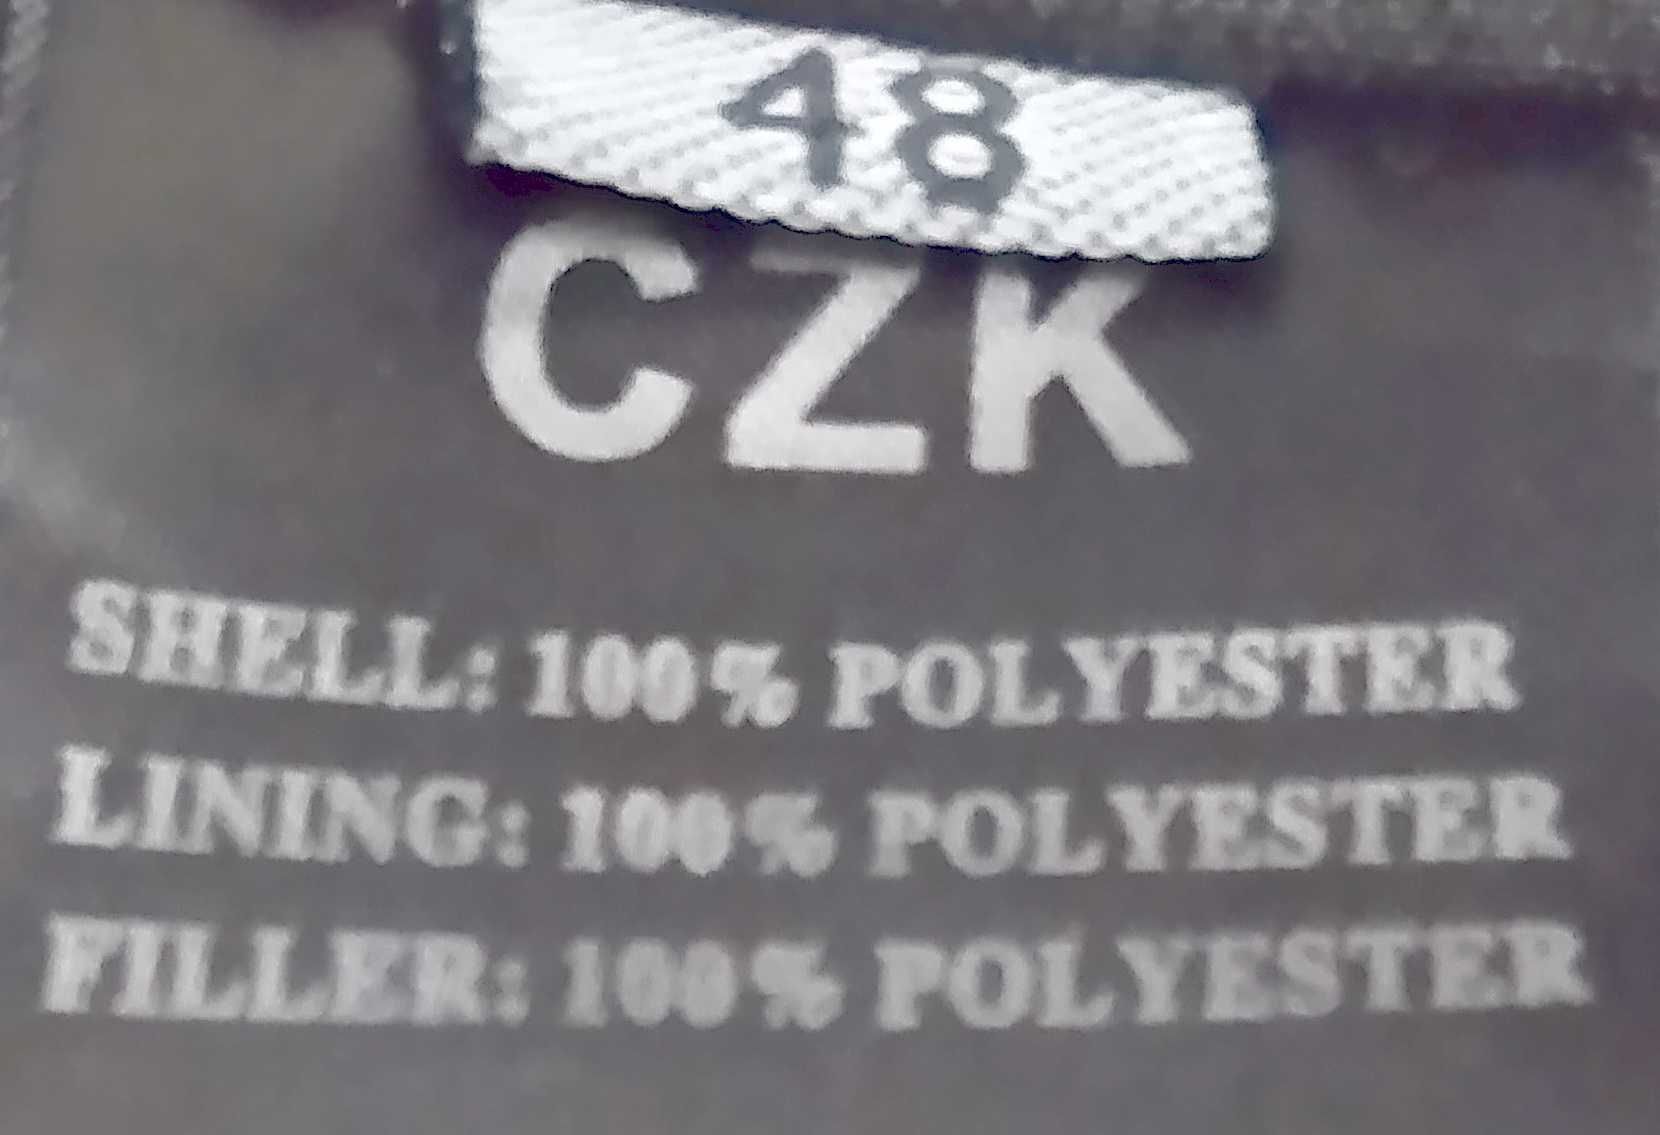 48
CZK
SHELL: 100% POLYESTER
LINING: 100% POLYESTER
FILLER: 100% POLYESTER